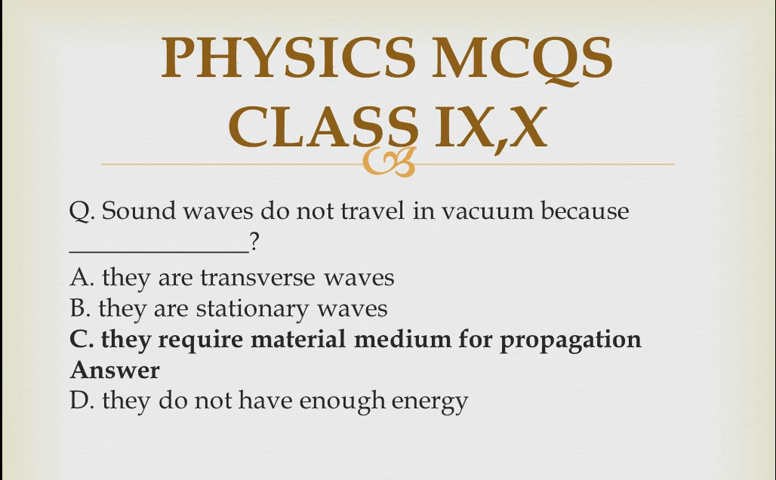 PHYSICS MCQS
CLASS IX,X
Q. Sound waves do not travel in vacuum because
______________?
A. they are transverse waves
B. they are stationary waves
C. they require material medium for propagation
Answer
D. they do not have enough energy